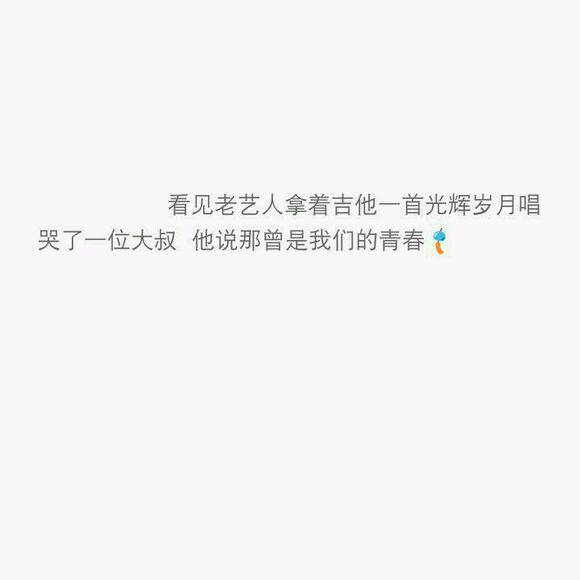 看见老艺人拿着吉他一首光辉岁月唱
哭了一位大叔 他说那曾是我们的青春